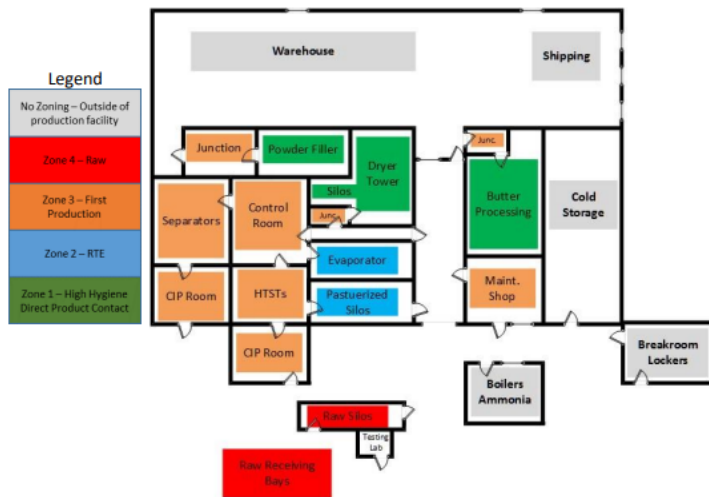 Legend
No Zoning – Outside of
production facility
Zone 4 – Raw
Zone 3 – First
Production
Zone 2 – RTE
Zone 1 – High Hygiene
Direct Product Contact
Warehouse
Shipping
Junction
Powder Filler
Dryer
Tower
Silos
Junc.
Separators
Control
Room
Evaporator
Pastuerized
Silos
CIP Room
HTSTs
CIP Room
Junc.
Butter
Processing
Cold
Storage
Maint.
Shop
Breakroom
Lockers
Boilers
Ammonia
Raw Silos
Testing
Lab
Raw Receiving
Bays